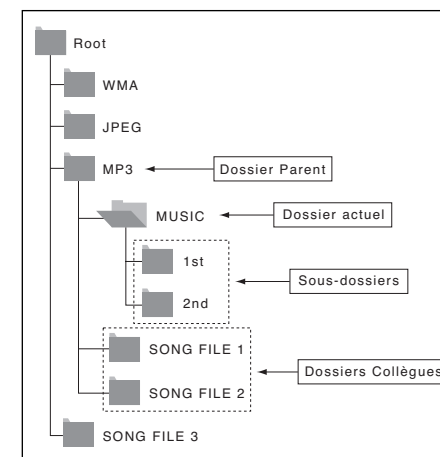 Root
WMA
JPEG
MP3
Dossier Parent
MUSIC
Dossier actuel
1st
Sous-dossiers
2nd
SONG FILE 1
Dossiers Collègues
SONG FILE 2
SONG FILE 3